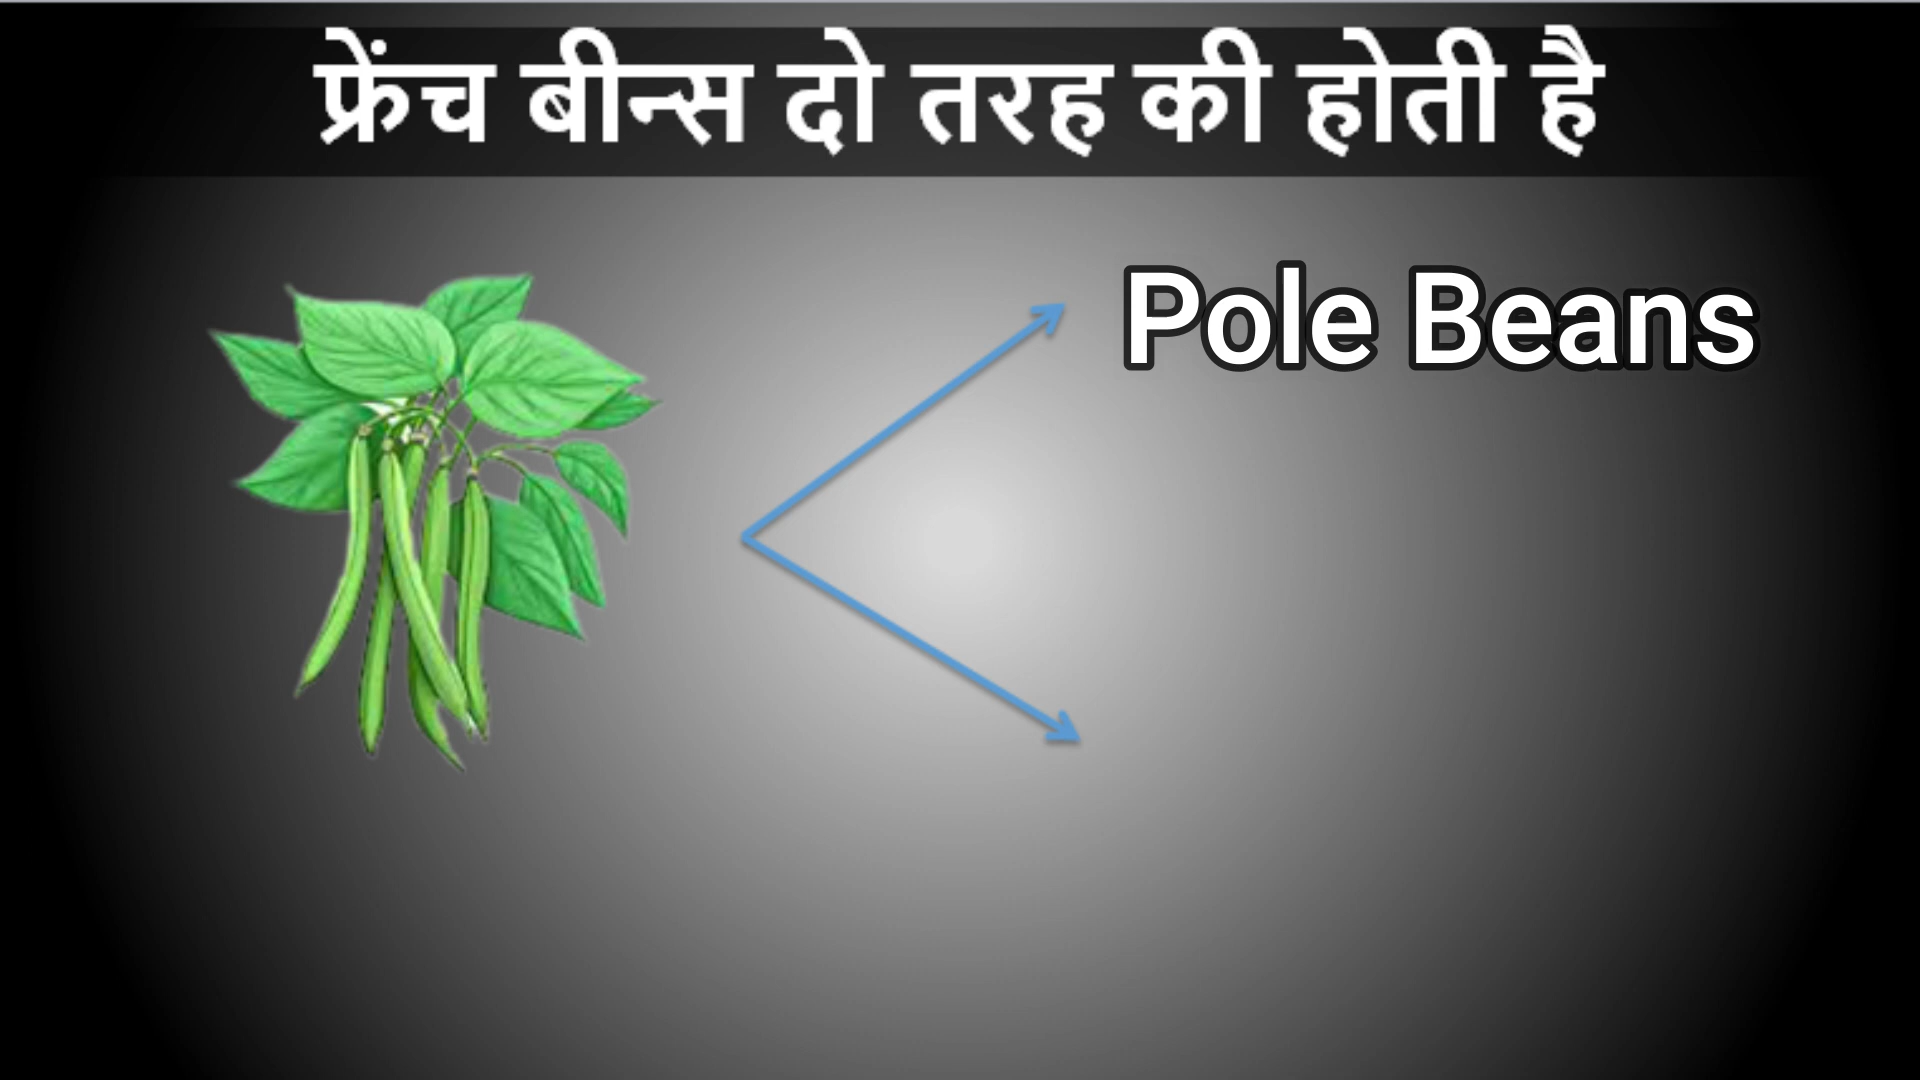 फ्रेंच बीन्स दो तरह की होती है
Pole Beans